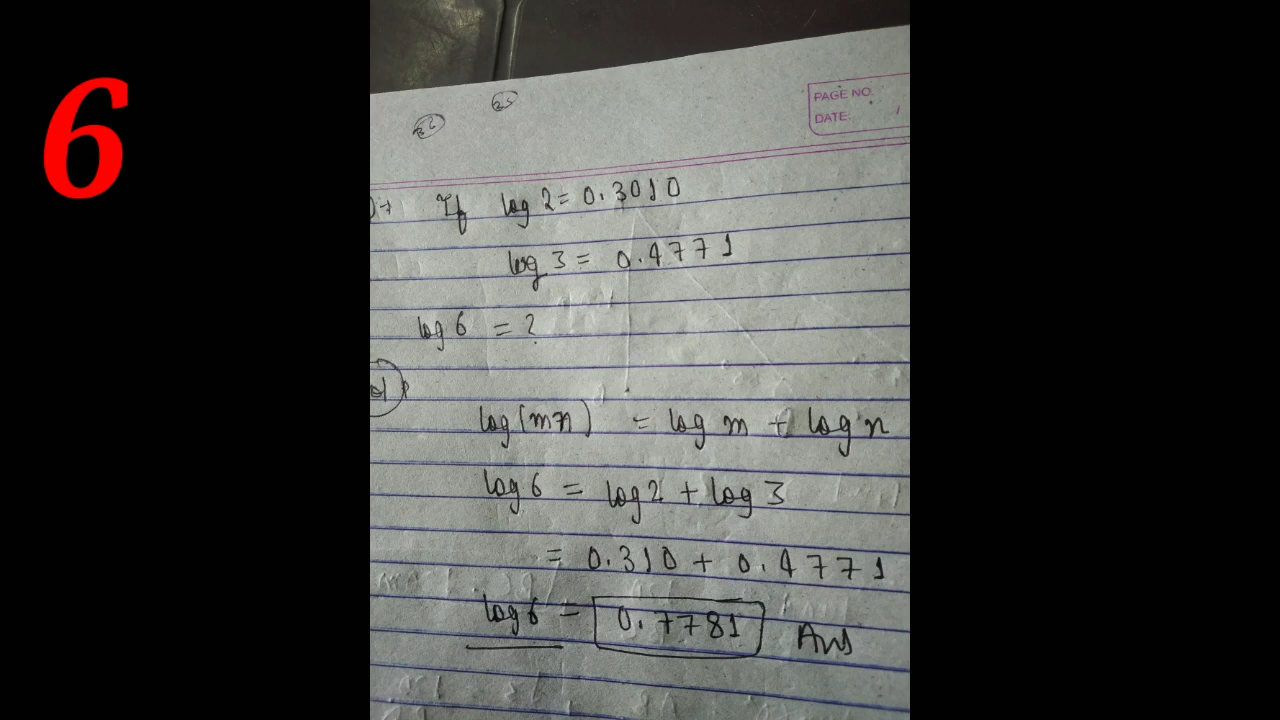 6
PAGE NO.
DATE:
If log 2 = 0.3010
log 3 = 0.4771
log 6 = ?
log(mn) = log m + log n
log 6 = log 2 + log 3
= 0.310 + 0.4771
log 6 = 0.7781 Ans